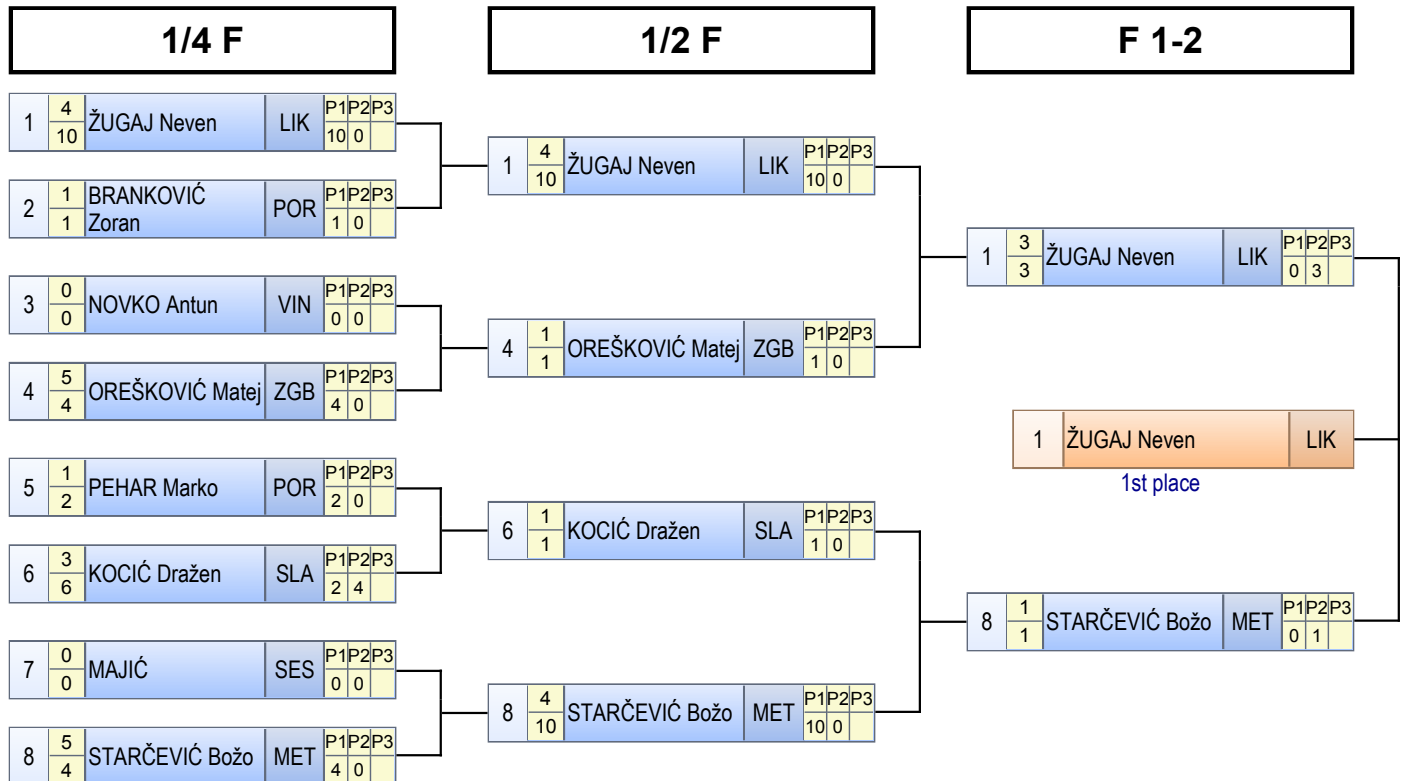 1/4 F
1/2 F
F 1-2
1 4 10 ŽUGAJ Neven LIK P1 P2 P3 10 0
2 1 1 BRANKOVIĆ Zoran POR P1 P2 P3 1 0
3 0 0 NOVKO Antun VIN P1 P2 P3 0 0
4 5 4 OREŠKOVIĆ Matej ZGB P1 P2 P3 4 0
5 1 2 PEHAR Marko POR P1 P2 P3 2 0
6 3 6 KOCIĆ Dražen SLA P1 P2 P3 2 4
7 0 0 MAJIĆ SES P1 P2 P3 0 0
8 5 4 STARČEVIĆ Božo MET P1 P2 P3 4 0
1 4 10 ŽUGAJ Neven LIK P1 P2 P3 10 0
4 1 1 OREŠKOVIĆ Matej ZGB P1 P2 P3 1 0
6 1 1 KOCIĆ Dražen SLA P1 P2 P3 1 0
8 4 10 STARČEVIĆ Božo MET P1 P2 P3 10 0
1 3 3 ŽUGAJ Neven LIK P1 P2 P3 0 3
1 ŽUGAJ Neven LIK
1st place
8 1 1 STARČEVIĆ Božo MET P1 P2 P3 0 1